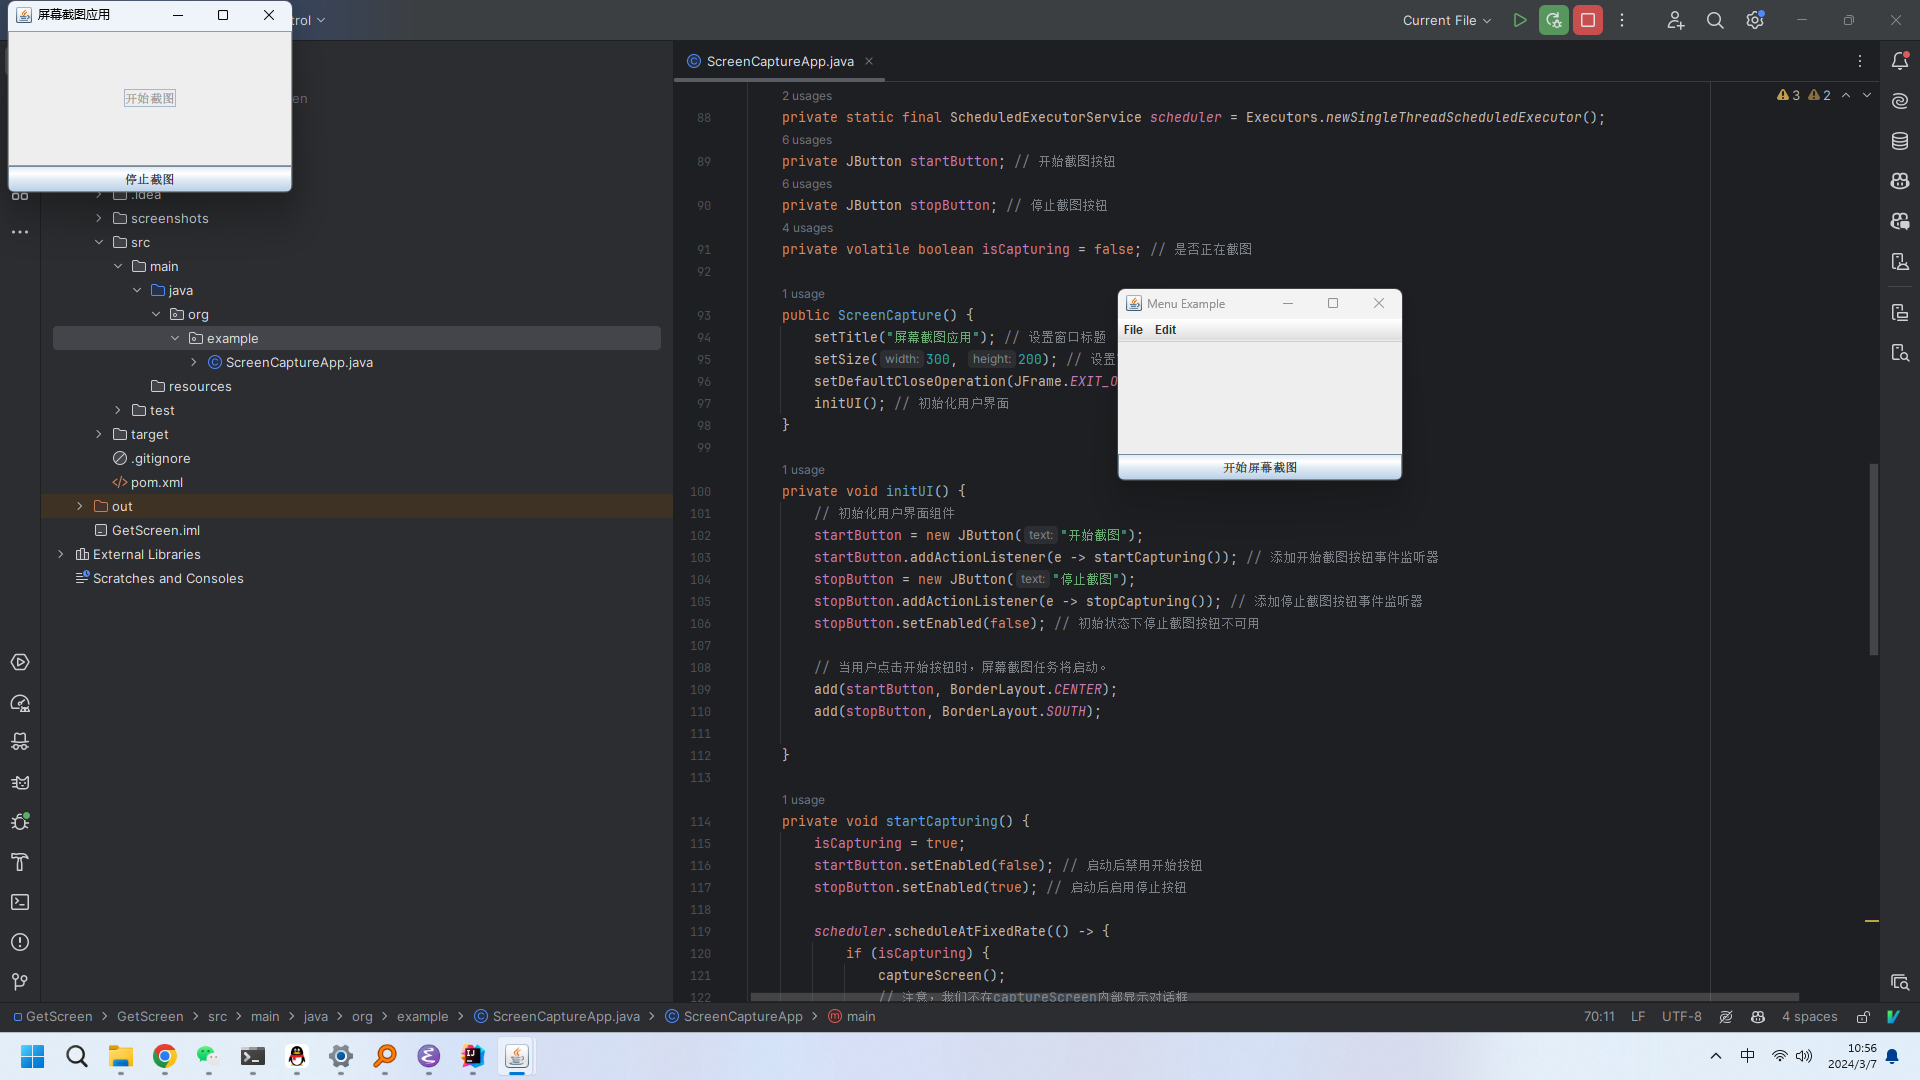 屏幕截图应用
开始截图
停止截图
.idea
screenshots
src
main
java
org
example
ScreenCaptureApp.java
resources
test
target
.gitignore
pom.xml
out
GetScreen.iml
External Libraries
Scratches and Consoles
Current File
ScreenCaptureApp.java
3 2
2 usages
88 private static final ScheduledExecutorService scheduler = Executors.newSingleThreadScheduledExecutor();
6 usages
89 private JButton startButton; // 开始截图按钮
6 usages
90 private JButton stopButton; // 停止截图按钮
4 usages
91 private volatile boolean isCapturing = false; // 是否正在截图
92
1 usage
93 public ScreenCapture() {
94 setTitle("屏幕截图应用"); // 设置窗口标题
95 setSize( width: 300, height: 200); // 设置
96 setDefaultCloseOperation(JFrame.EXIT_O
97 initUI(); // 初始化用户界面
98 }
99
1 usage
100 private void initUI() {
101 // 初始化用户界面组件
102 startButton = new JButton( text: "开始截图");
103 startButton.addActionListener(e -> startCapturing()); // 添加开始截图按钮事件监听器
104 stopButton = new JButton( text: "停止截图");
105 stopButton.addActionListener(e -> stopCapturing()); // 添加停止截图按钮事件监听器
106 stopButton.setEnabled(false); // 初始状态下停止截图按钮不可用
107
108 // 当用户点击开始按钮时，屏幕截图任务将启动。
109 add(startButton, BorderLayout.CENTER);
110 add(stopButton, BorderLayout.SOUTH);
111
112 }
113
1 usage
114 private void startCapturing() {
115 isCapturing = true;
116 startButton.setEnabled(false); // 启动后禁用开始按钮
117 stopButton.setEnabled(true); // 启动后启用停止按钮
118
119 scheduler.scheduleAtFixedRate(() -> {
120 if (isCapturing) {
121 captureScreen();
122 // 注意，我们不在captureScreen内部显示对话框
Menu Example
File Edit
开始屏幕截图
GetScreen > GetScreen > src > main > java > org > example > ScreenCaptureApp.java > ScreenCaptureApp > main
70:11 LF UTF-8 4 spaces
中
10:56
2024/3/7